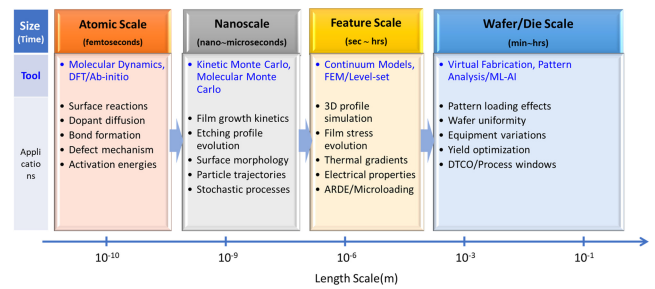 Size
(Time)
Atomic Scale
(femtoseconds)
Nanoscale
(nano~microseconds)
Feature Scale
(sec ~ hrs)
Wafer/Die Scale
(min~hrs)
Tool
• Molecular Dynamics,
DFT/Ab-initio
• Kinetic Monte Carlo,
Molecular Monte
Carlo
• Continuum Models,
FEM/Level-set
• Virtual Fabrication, Pattern
Analysis/ML-AI
Applic
atio
ns
• Surface reactions
• Dopant diffusion
• Bond formation
• Defect mechanism
• Activation energies
• Film growth kinetics
• Etching profile
evolution
• Surface morphology
• Particle trajectories
• Stochastic processes
• 3D profile
simulation
• Film stress
evolution
• Thermal gradients
• Electrical properties
• ARDE/Microloading
• Pattern loading effects
• Wafer uniformity
• Equipment variations
• Yield optimization
• DTCO/Process windows
10-10
10-9
10-6
10-3
10-1
Length Scale(m)